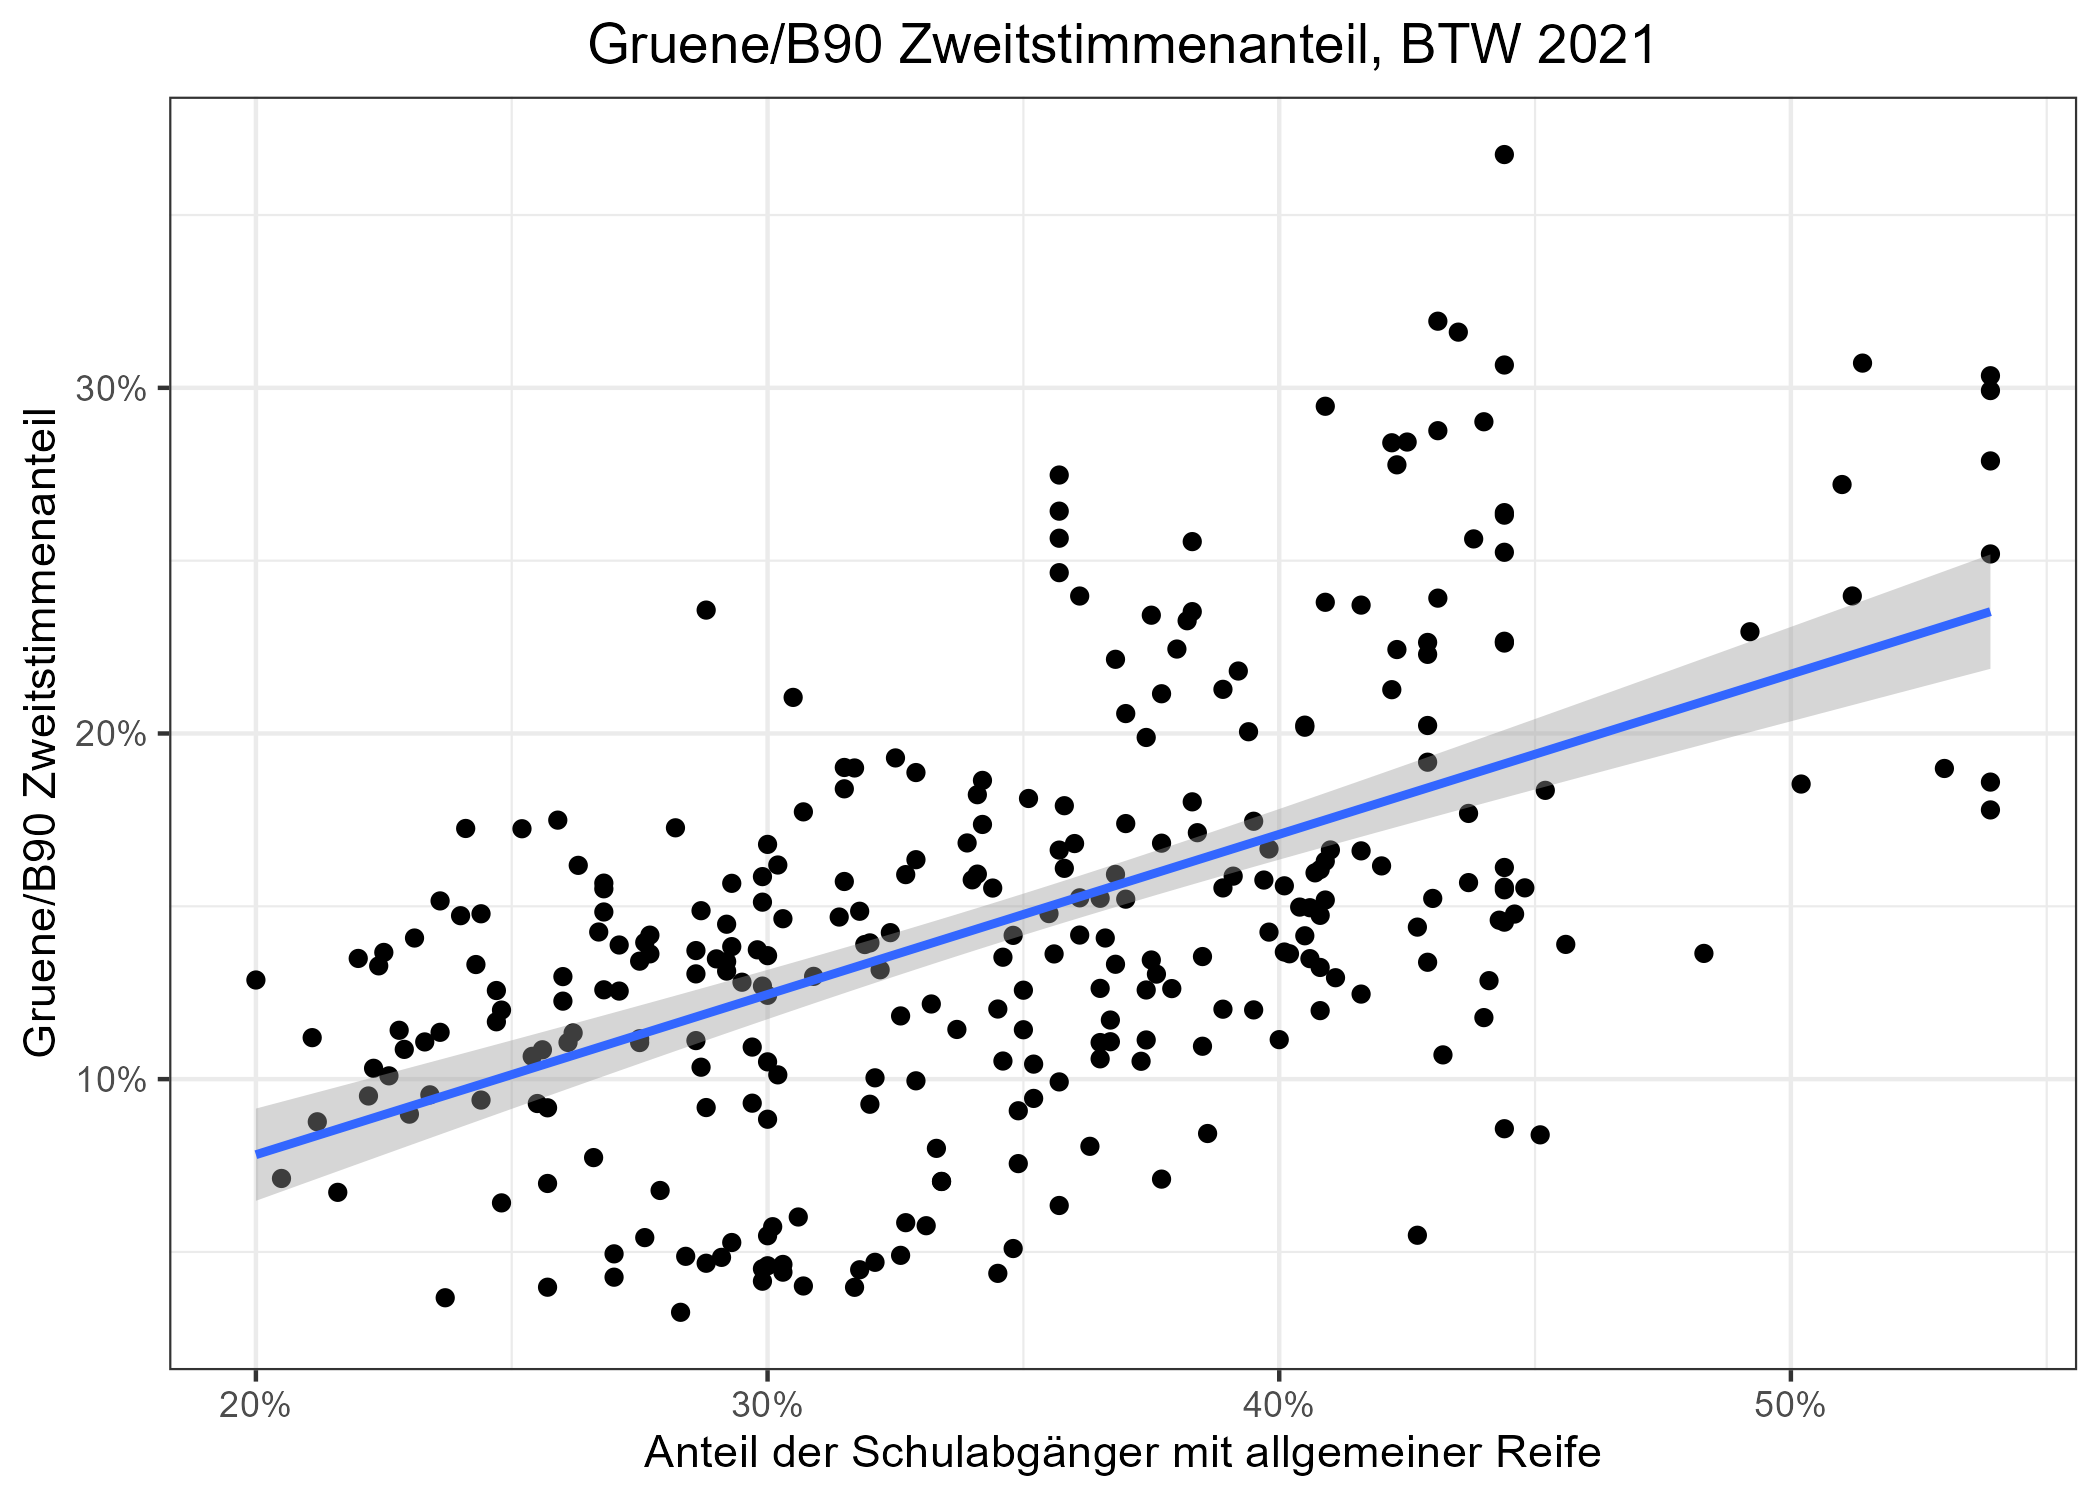 Gruene/B90 Zweitstimmenanteil, BTW 2021
Gruene/B90 Zweitstimmenanteil
30%
20%
10%
20%
30%
40%
50%
Anteil der Schulabgänger mit allgemeiner Reife